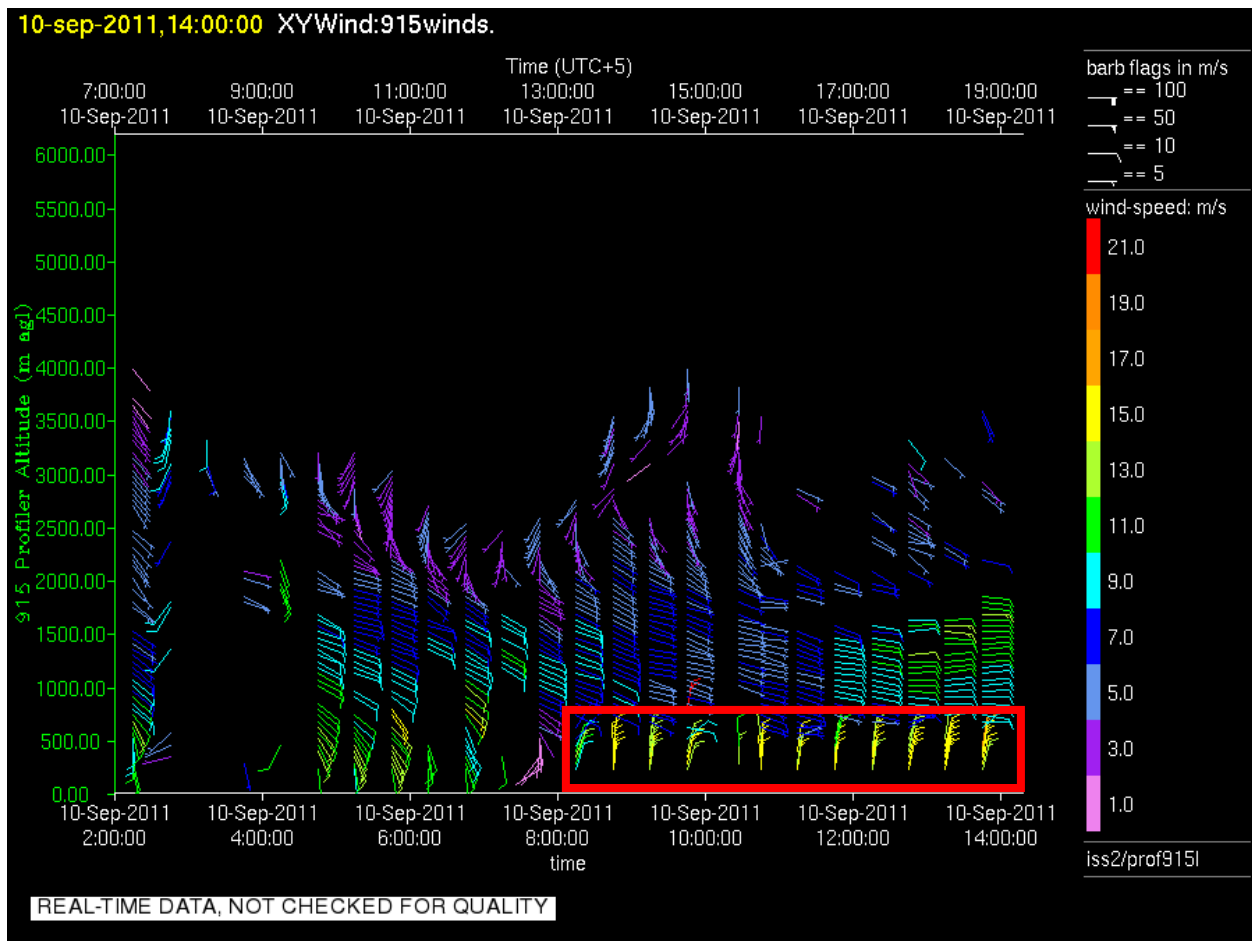 10-sep-2011,14:00:00 XYWind:915winds.
Time (UTC+5)
7:00:00 9:00:00 11:00:00 13:00:00 15:00:00 17:00:00 19:00:00
10-Sep-2011 10-Sep-2011 10-Sep-2011 10-Sep-2011 10-Sep-2011 10-Sep-2011 10-Sep-2011
barb flags in m/s
== 100
== 50
== 10
== 5
wind-speed: m/s
21.0
19.0
17.0
15.0
13.0
11.0
9.0
7.0
5.0
3.0
1.0
iss2/prof915l
915 Profiler Altitude (m agl)
6000.00
5500.00
5000.00
4500.00
4000.00
3500.00
3000.00
2500.00
2000.00
1500.00
1000.00
500.00
0.00
10-Sep-2011 10-Sep-2011 10-Sep-2011 10-Sep-2011 10-Sep-2011 10-Sep-2011 10-Sep-2011
2:00:00 4:00:00 6:00:00 8:00:00 10:00:00 12:00:00 14:00:00
time
REAL-TIME DATA, NOT CHECKED FOR QUALITY